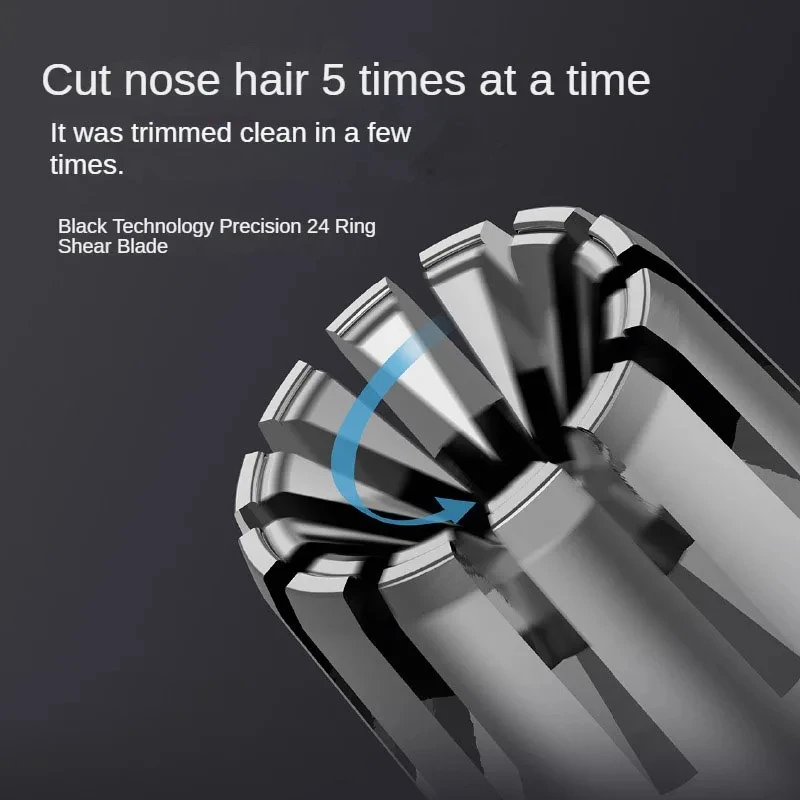 Cut nose hair 5 times at a time
It was trimmed clean in a few
times.
Black Technology Precision 24 Ring
Shear Blade